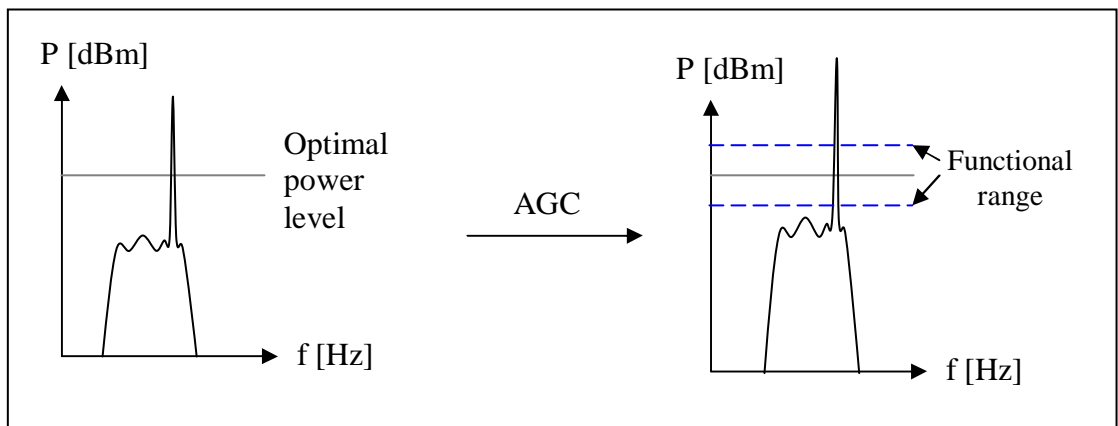 P [dBm]
Optimal
power
level
f [Hz]
AGC
P [dBm]
Functional
range
f [Hz]